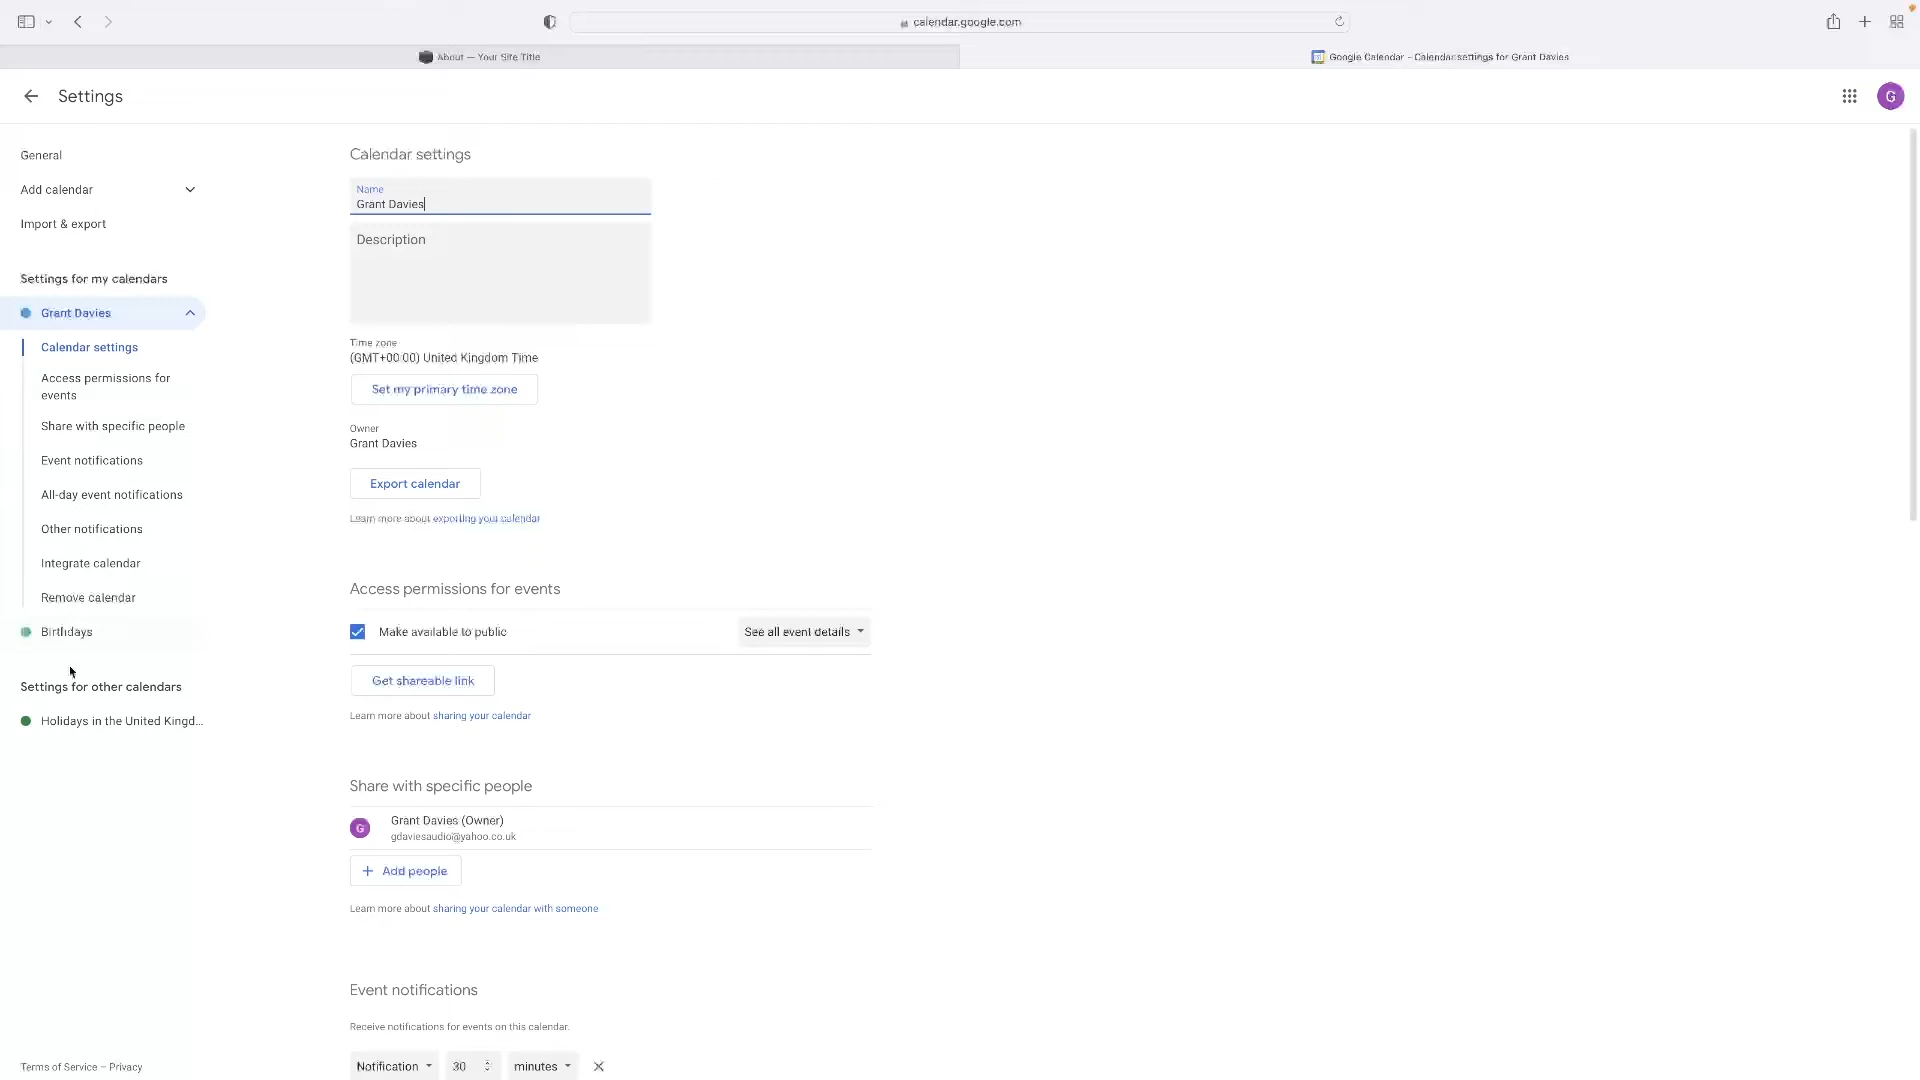 calendar.google.com
About — Your Site Title
Google Calendar - Calendar settings for Grant Davies
Settings
G
General
Add calendar
Import & export
Settings for my calendars
Grant Davies
Calendar settings
Access permissions for
events
Share with specific people
Event notifications
All-day event notifications
Other notifications
Integrate calendar
Remove calendar
Birthdays
Settings for other calendars
Holidays in the United Kingd...
Terms of Service – Privacy
Calendar settings
Name
Grant Davies
Description
Time zone
(GMT+00:00) United Kingdom Time
Set my primary time zone
Owner
Grant Davies
Export calendar
Learn more about exporting your calendar
Access permissions for events
Make available to public
See all event details
Get shareable link
Learn more about sharing your calendar
Share with specific people
G
Grant Davies (Owner)
gdaviesaudio@yahoo.co.uk
+ Add people
Learn more about sharing your calendar with someone
Event notifications
Receive notifications for events on this calendar.
Notification 30 minutes